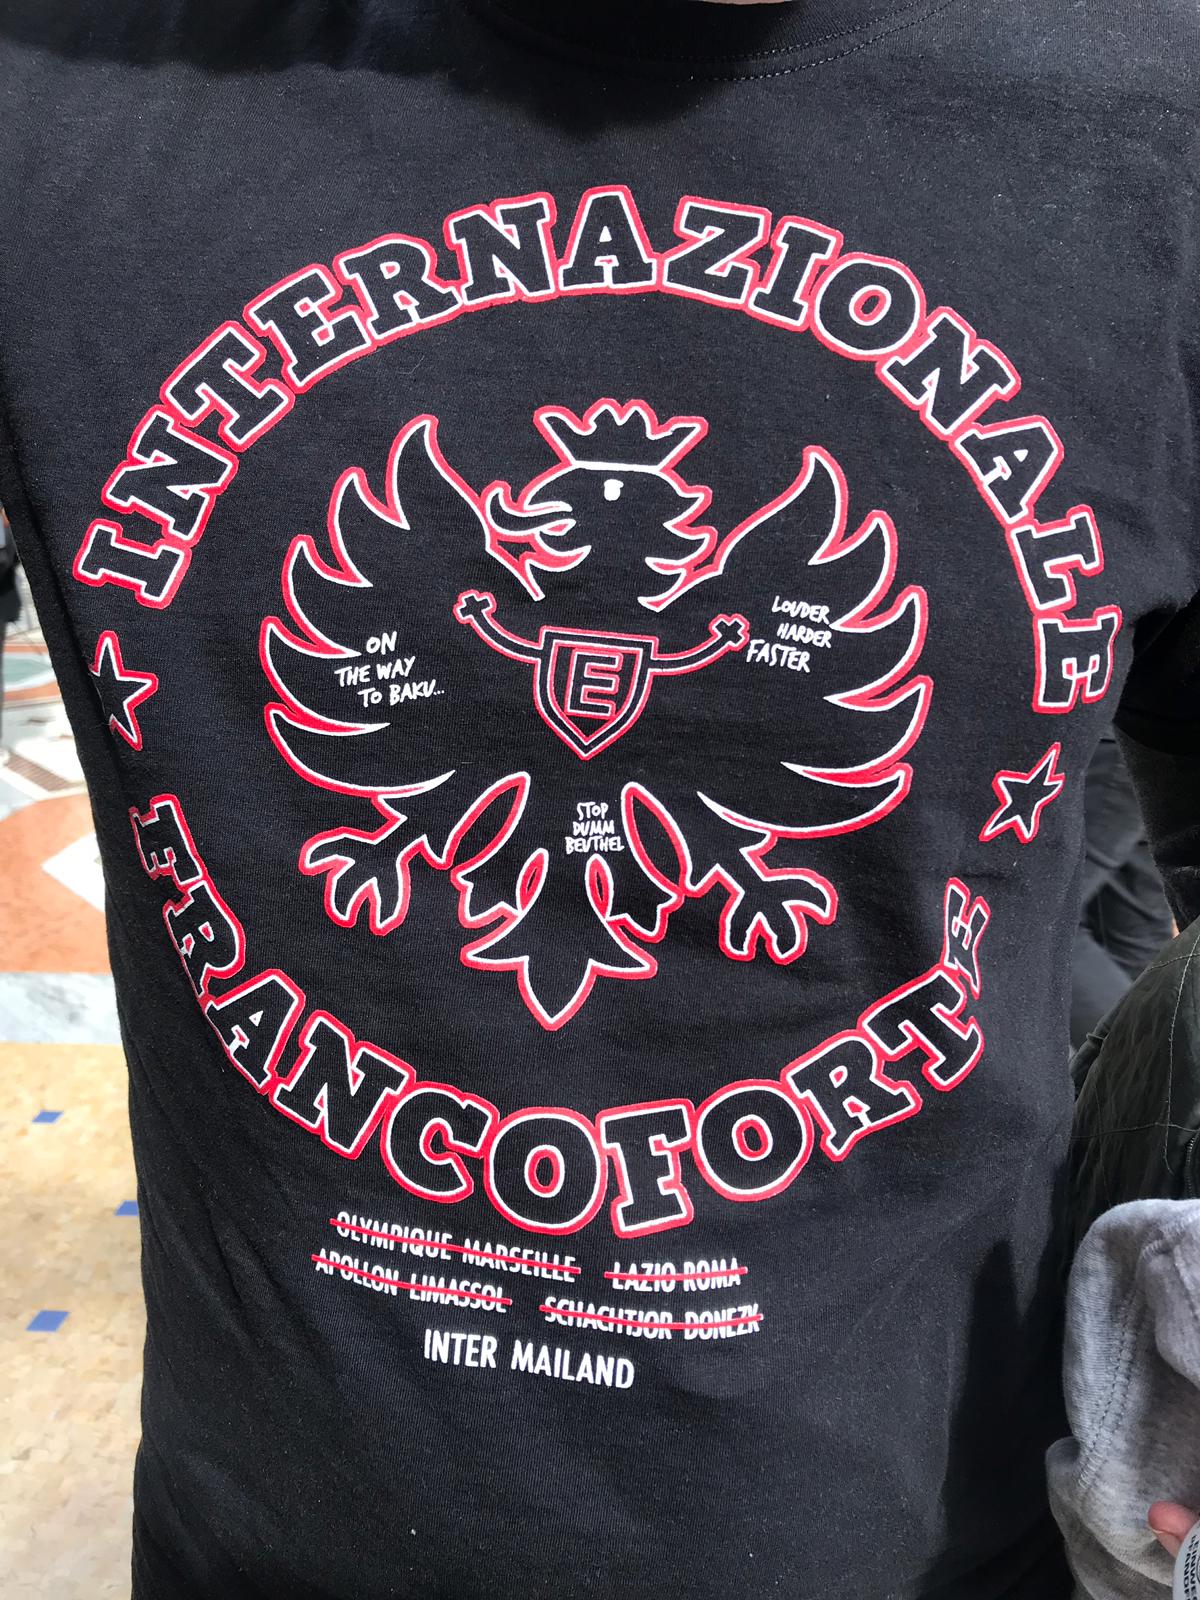 INTERNAZIONALE
ON
THE WAY
TO BAKU...
E
LOUDER
HARDER
FASTER
STOP
DUMM
BEUTHEL
FRANCOFORTE
OLYMPIQUE MARSEILLE LAZIO ROMA
APOLLON LIMASSOL SCHACHTJOR DONEZK
INTER MAILAND